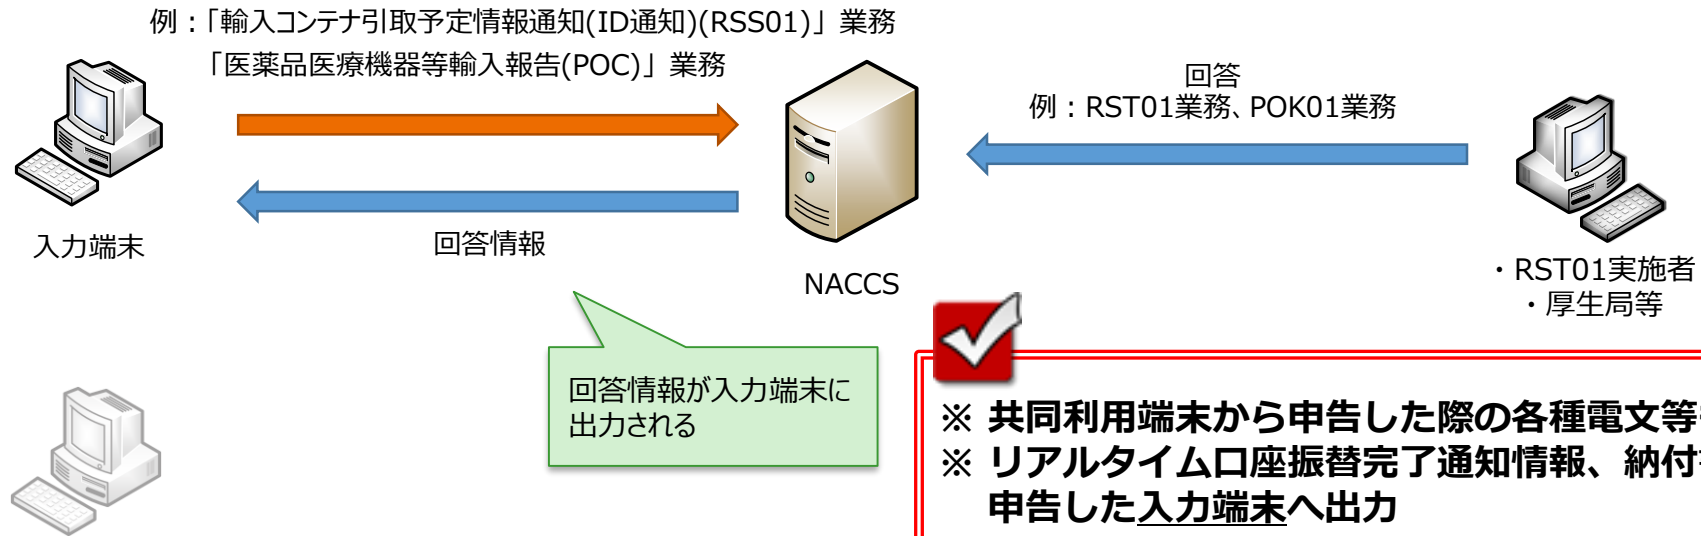 例：「輸入コンテナ引取予定情報通知(ID通知)(RSS01)」業務
「医薬品医療機器等輸入報告(POC)」業務
回答
例：RST01業務、POK01業務
入力端末
回答情報
NACCS
・RST01実施者
・厚生局等
回答情報が入力端末に
出力される
※ 共同利用端末から申告した際の各種電文等
※ リアルタイム口座振替完了通知情報、納付
申告した入力端末へ出力